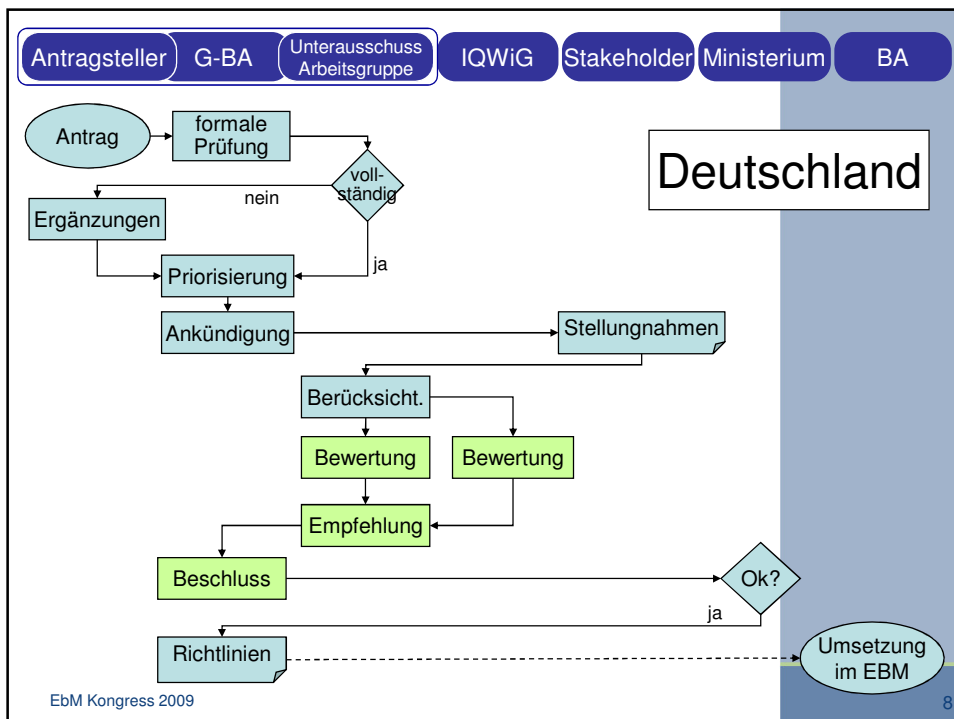 Antragsteller
G-BA
Unterausschuss
Arbeitsgruppe
IQWiG
Stakeholder
Ministerium
BA
Antrag
formale
Prüfung
voll-
ständig
Deutschland
nein
Ergänzungen
ja
Priorisierung
Ankündigung
Stellungnahmen
Berücksicht.
Bewertung
Bewertung
Empfehlung
Beschluss
Ok?
ja
Richtlinien
Umsetzung
im EBM
EbM Kongress 2009
8